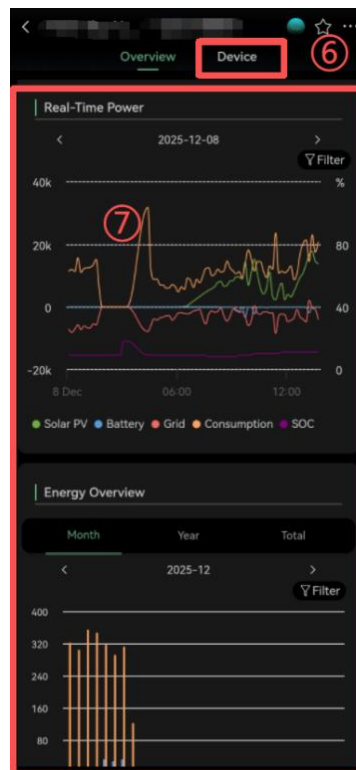 Overview Device ⑥
Real-Time Power
< 2025-12-08 >
Filter
40k %
⑦
20k 80
0 40
-20k 0
8 Dec 06:00 12:00
Solar PV Battery Grid Consumption SOC
Energy Overview
Month Year Total
< 2025-12 >
Filter
400
320
240
160
80